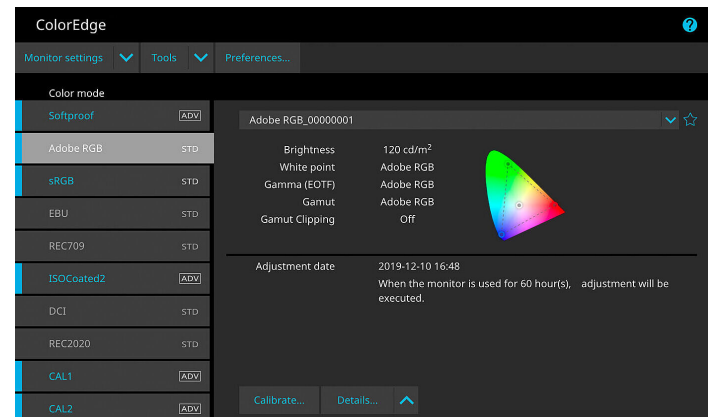 ColorEdge
?
Monitor settings Tools Preferences...
Color mode
Softproof ADV
Adobe RGB STD
sRGB STD
EBU STD
REC709 STD
ISOCoated2 ADV
DCI STD
REC2020 STD
CAL1 ADV
CAL2 ADV
Adobe RGB_00000001
Brightness 120 cd/m²
White point Adobe RGB
Gamma (EOTF) Adobe RGB
Gamut Adobe RGB
Gamut Clipping Off
Adjustment date 2019-12-10 16:48
When the monitor is used for 60 hour(s), adjustment will be
executed.
Calibrate... Details...